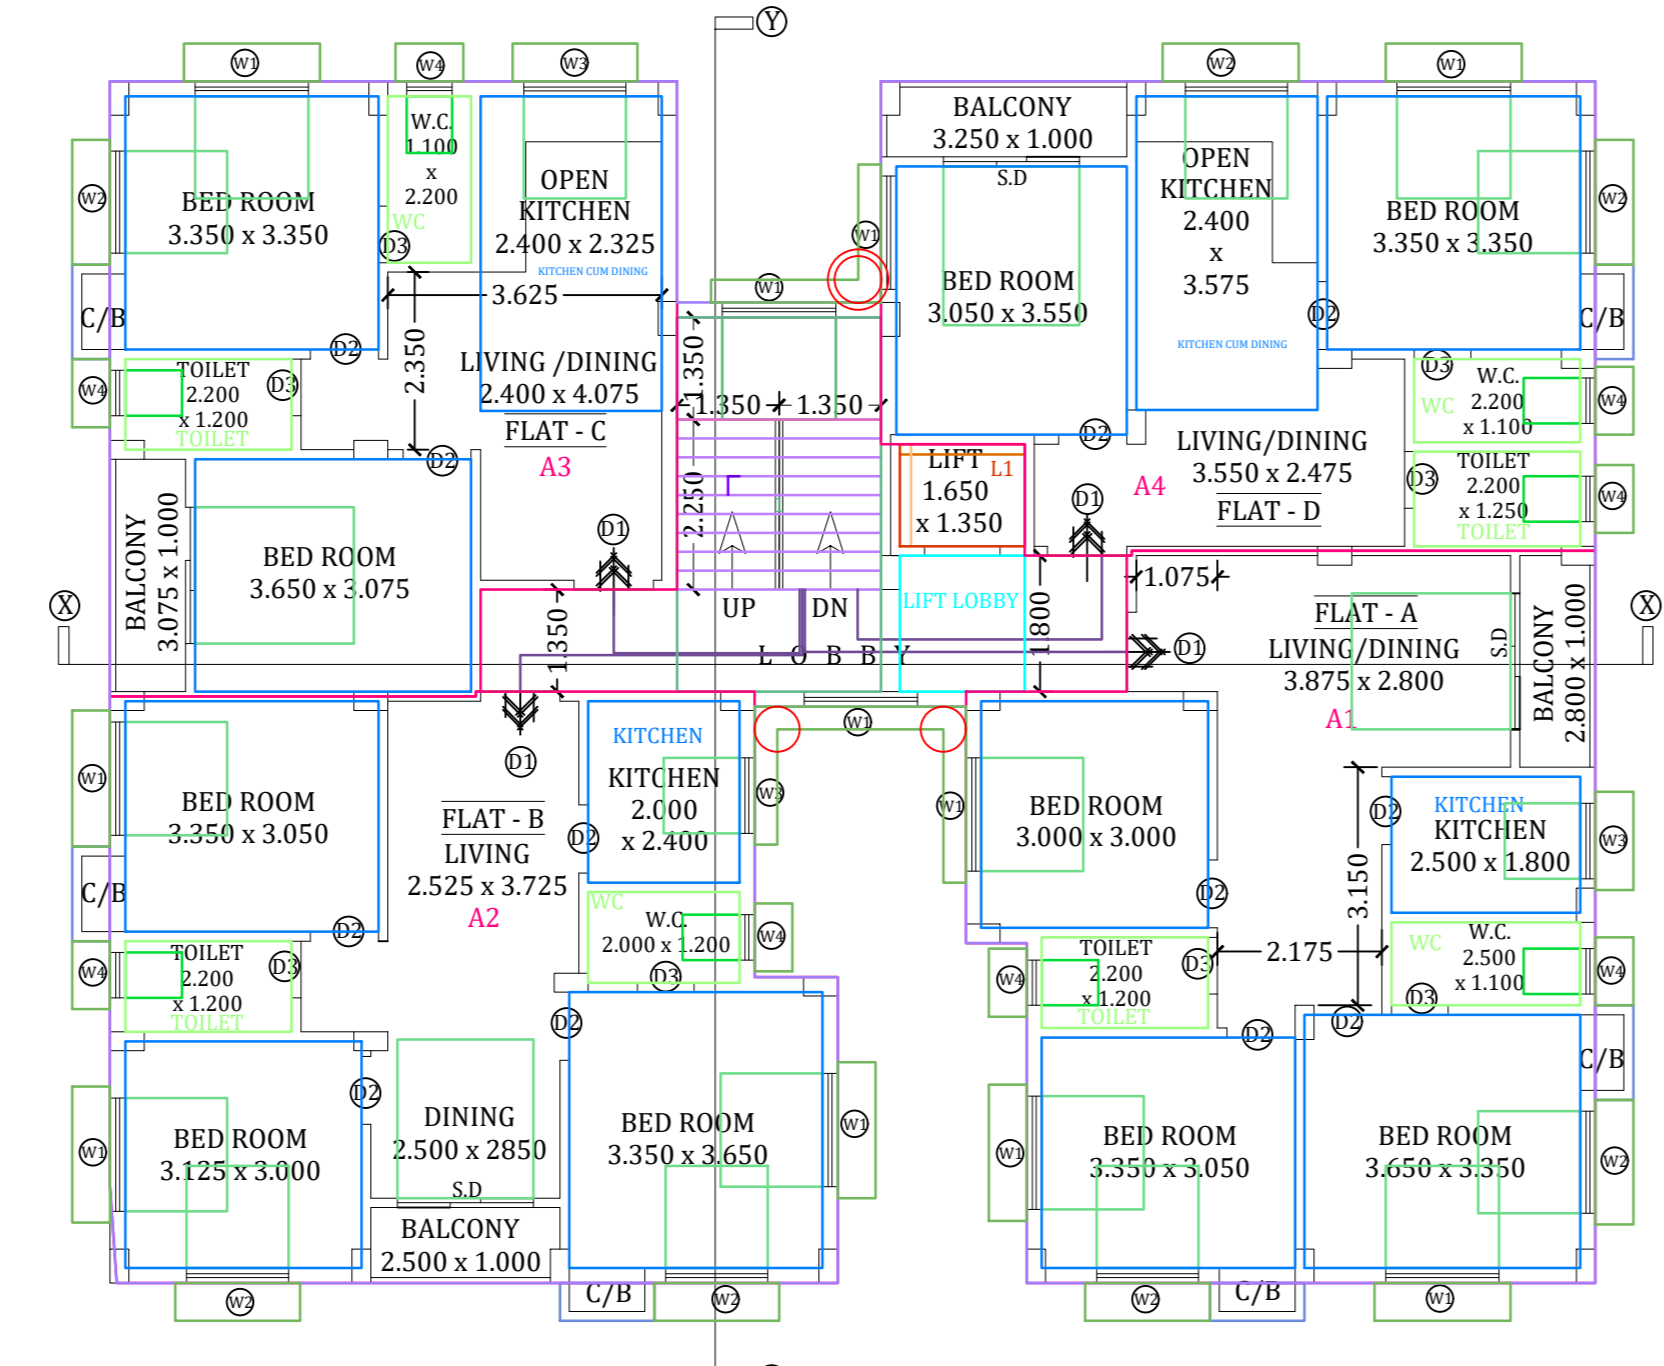 Y
W1
W4
W3
W2
W1
BALCONY
3.250 x 1.000
S.D
W.C.
1.100
x
2.200
WC
OPEN
KITCHEN
2.400 x 2.325
KITCHEN CUM DINING
OPEN
KITCHEN
2.400
x
3.575
KITCHEN CUM DINING
W2
BED ROOM
3.350 x 3.350
D3
W1
W1
BED ROOM
3.050 x 3.550
BED ROOM
3.350 x 3.350
W2
C/B
3.625
D2
2.350
LIVING /DINING
2.400 x 4.075
FLAT - C
A3
1.350
1.350
1.350
D2
C/B
W4
TOILET
2.200
x 1.200
TOILET
D3
D2
D2
D3
W.C.
2.200
x 1.100
WC
W4
LIVING/DINING
3.550 x 2.475
FLAT - D
A4
LIFT
1.650
x 1.350
L1
D3
TOILET
2.200
x 1.250
TOILET
W4
BALCONY
3.075 x 1.000
BED ROOM
3.650 x 3.075
D1
2.250
D1
UP
DN
LIFT LOBBY
1.075
X
1.350
L O B B Y
1.800
D1
FLAT - A
LIVING/DINING
3.875 x 2.800
A1
S.D
BALCONY
2.800 x 1.000
X
W1
BED ROOM
3.350 x 3.050
C/B
D1
FLAT - B
LIVING
2.525 x 3.725
A2
KITCHEN
KITCHEN
2.000
x 2.400
D2
W3
W1
W1
BED ROOM
3.000 x 3.000
D2
D2
KITCHEN
KITCHEN
2.500 x 1.800
W3
3.150
D2
W4
TOILET
2.200
x 1.200
TOILET
D3
WC
W.C.
2.000 x 1.200
D3
W4
W4
TOILET
2.200
x 1.200
TOILET
D3
2.175
WC
W.C.
2.500
x 1.100
D3
W4
D2
D2
D2
C/B
W1
BED ROOM
3.125 x 3.000
D2
DINING
2.500 x 2850
S.D
BALCONY
2.500 x 1.000
BED ROOM
3.350 x 3.650
W1
W1
BED ROOM
3.350 x 3.050
BED ROOM
3.650 x 3.350
W2
W2
C/B
W2
W2
C/B
W1